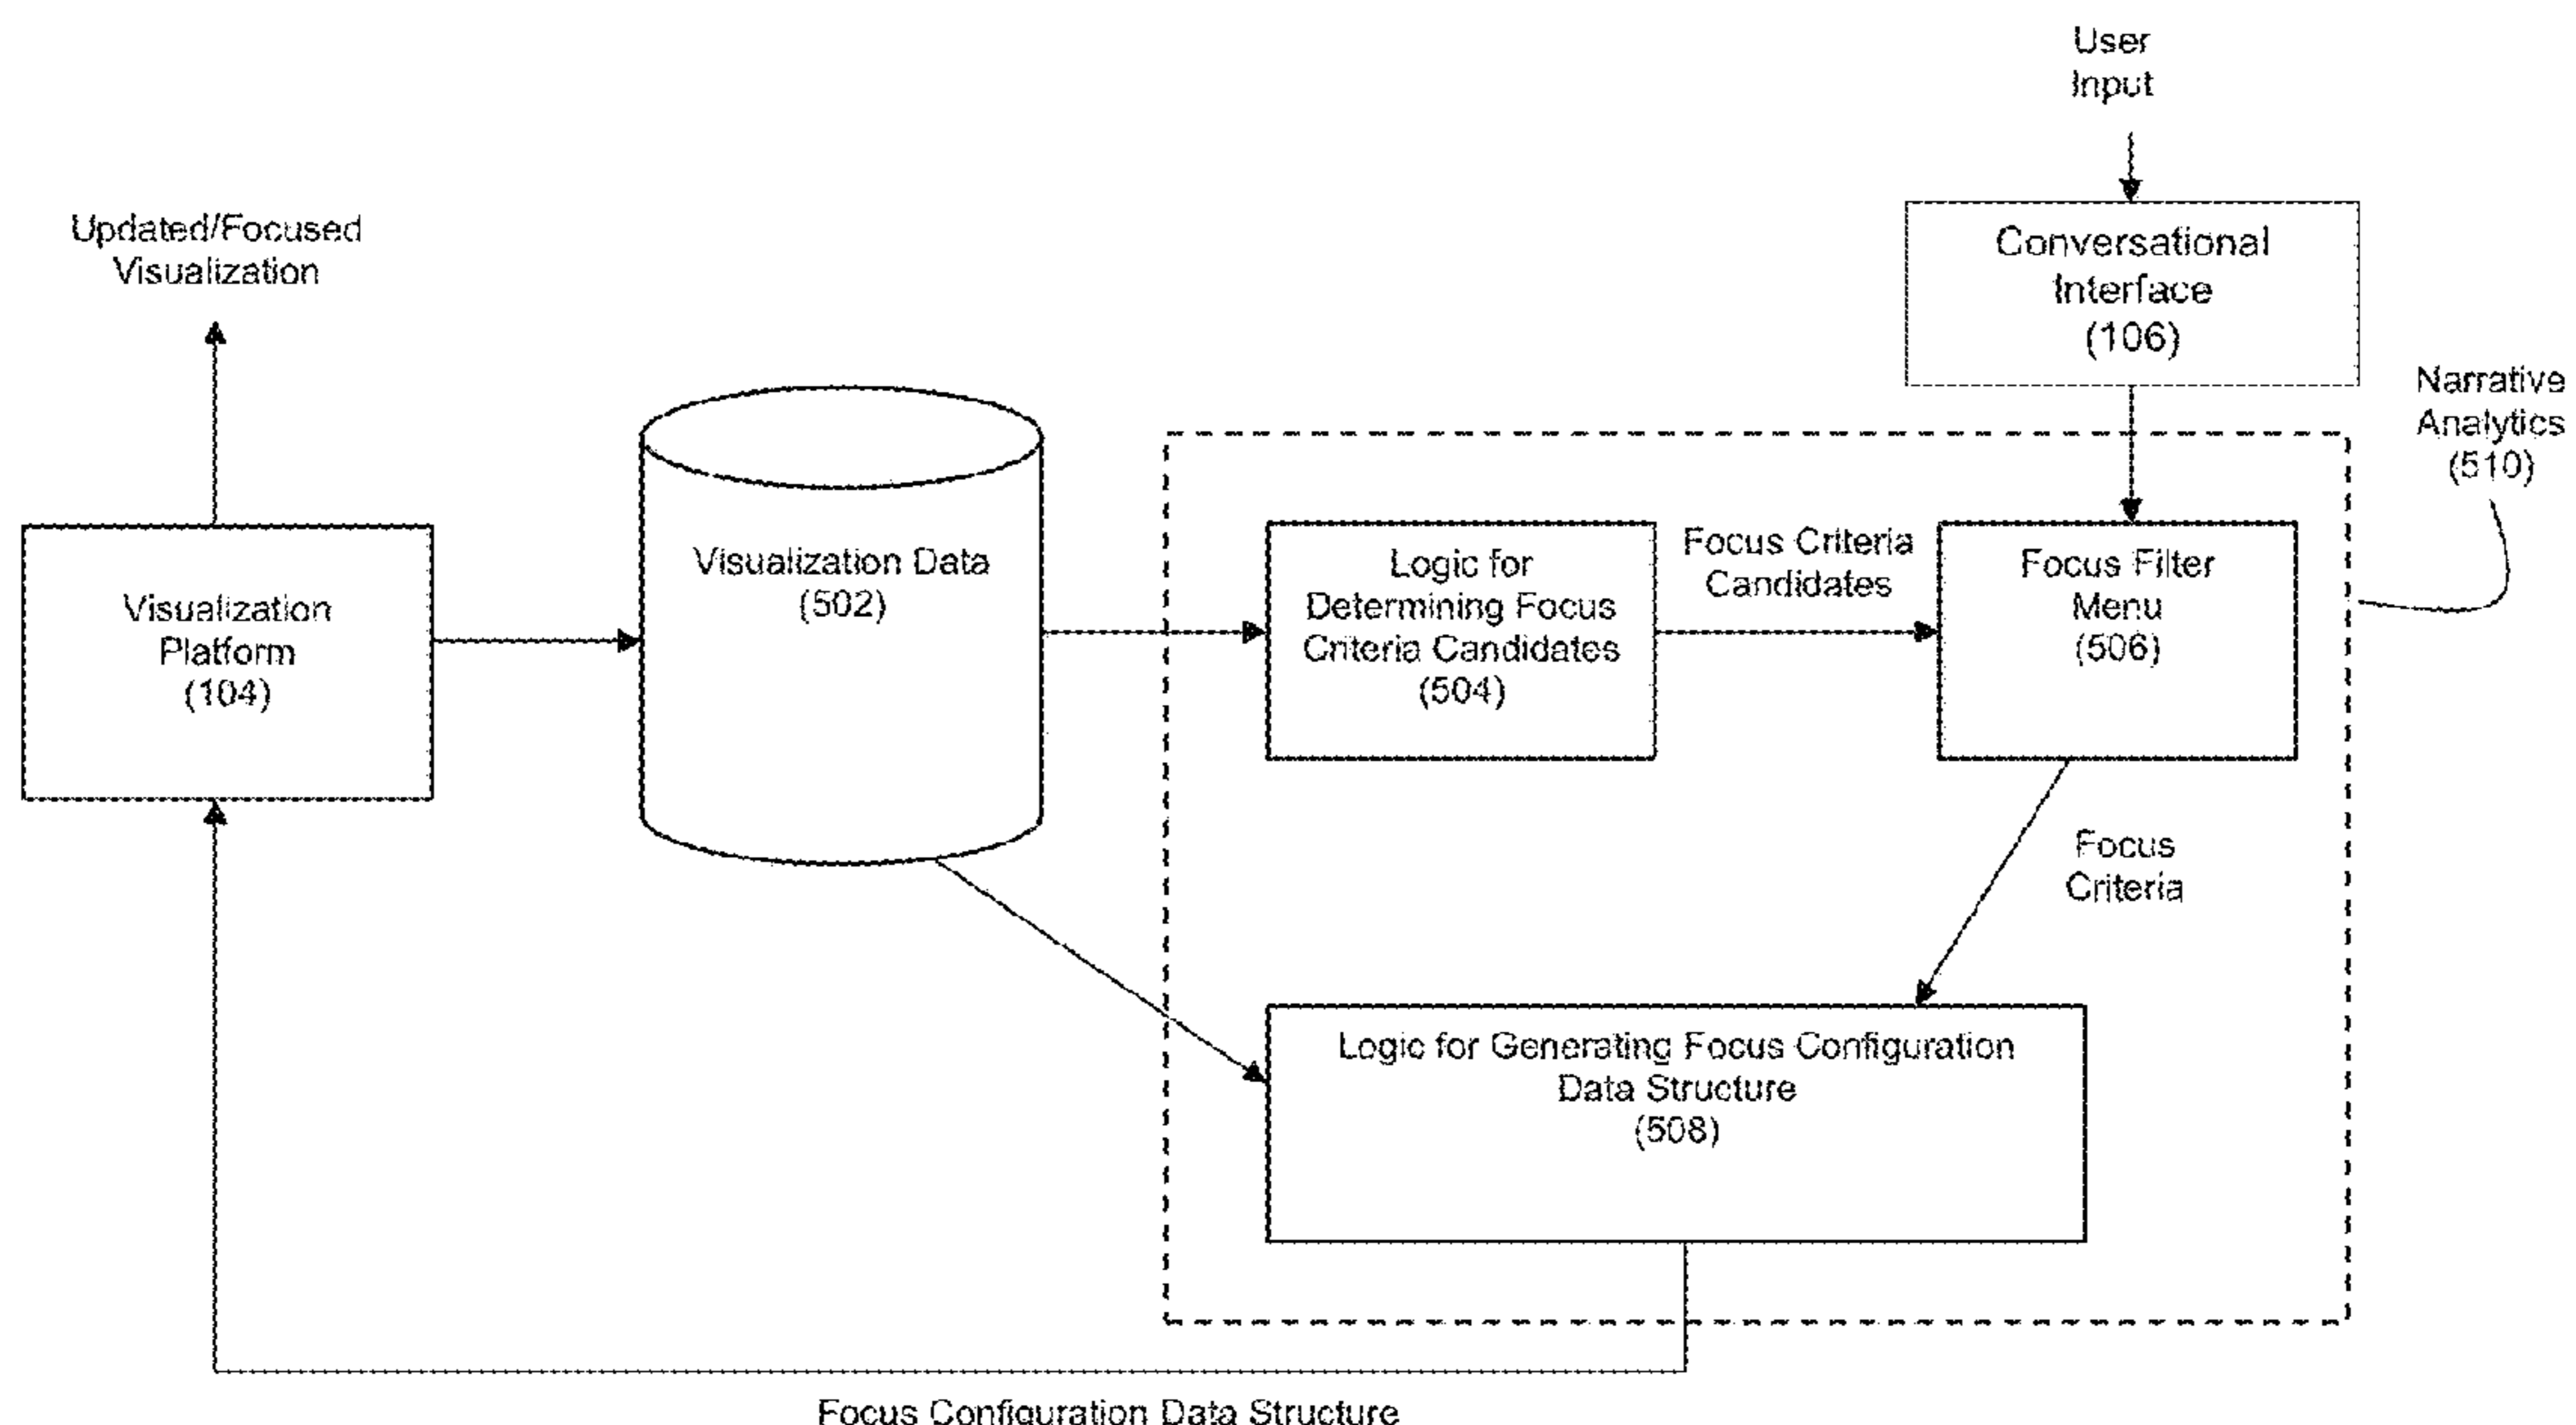 User
Input
Updated/Focused
Visualization
Conversational
Interface
(106)
Narrative
Analytics
(510)
Visualization
Platform
(104)
Visualization Data
(502)
Logic for
Determining Focus
Criteria Candidates
(504)
Focus Criteria
Candidates
Focus Filter
Menu
(506)
Focus
Criteria
Logic for Generating Focus Configuration
Data Structure
(508)
Focus Configuration Data Structure